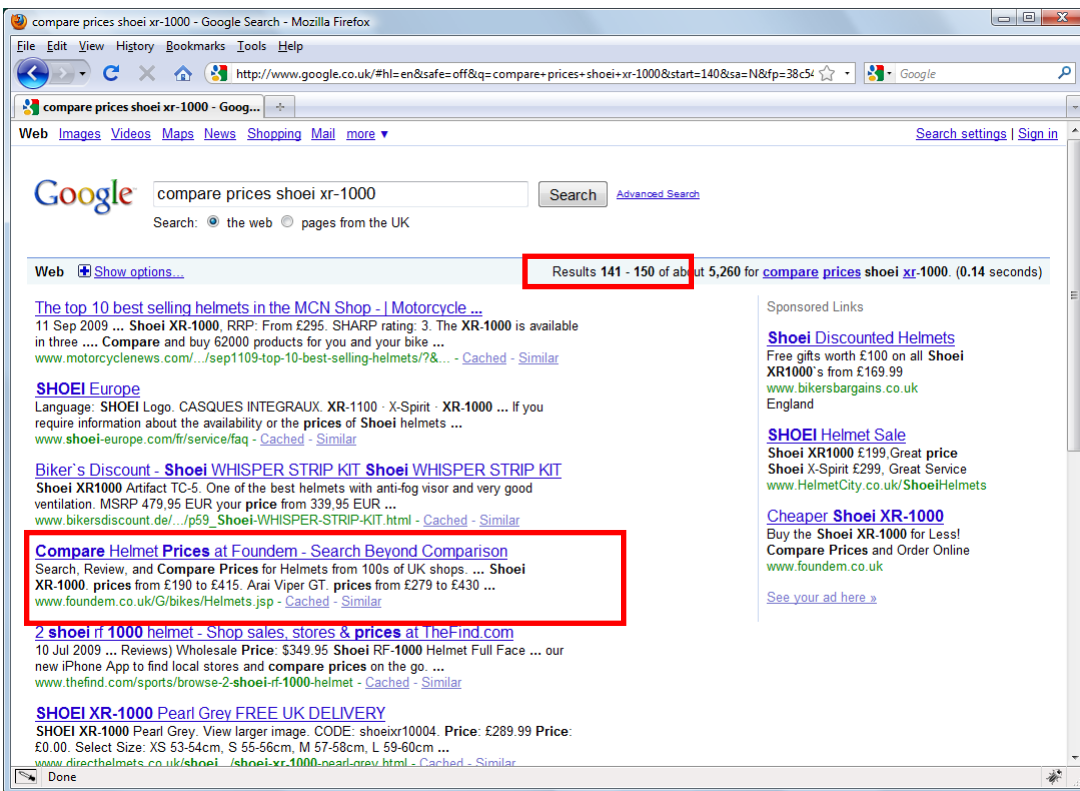 compare prices shoei xr-1000 - Google Search - Mozilla Firefox
File Edit View History Bookmarks Tools Help
http://www.google.co.uk/#hl=en&safe=off&q=compare+prices+shoei+xr-1000&start=140&sa=N&fp=38c54 Google
compare prices shoei xr-1000 - Goog...
Web Images Videos Maps News Shopping Mail more ▼ Search settings | Sign in
Google compare prices shoei xr-1000 Search Advanced Search
Search: the web pages from the UK
Web Show options... Results 141 - 150 of about 5,260 for compare prices shoei xr-1000. (0.14 seconds)
The top 10 best selling helmets in the MCN Shop - | Motorcycle ...
11 Sep 2009 ... Shoei XR-1000, RRP: From £295. SHARP rating: 3. The XR-1000 is available
in three .... Compare and buy 62000 products for you and your bike ...
www.motorcyclenews.com/.../sep1109-top-10-best-selling-helmets/?&... - Cached - Similar
SHOEI Europe
Language: SHOEI Logo. CASQUES INTEGRAUX. XR-1100 · X-Spirit · XR-1000 ... If you
require information about the availability or the prices of Shoei helmets ...
www.shoei-europe.com/fr/service/faq - Cached - Similar
Biker`s Discount - Shoei WHISPER STRIP KIT Shoei WHISPER STRIP KIT
Shoei XR1000 Artifact TC-5. One of the best helmets with anti-fog visor and very good
ventilation. MSRP 479,95 EUR your price from 339,95 EUR ...
www.bikersdiscount.de/.../p59_Shoei-WHISPER-STRIP-KIT.html - Cached - Similar
Compare Helmet Prices at Foundem - Search Beyond Comparison
Search, Review, and Compare Prices for Helmets from 100s of UK shops. ... Shoei
XR-1000. prices from £190 to £415. Arai Viper GT. prices from £279 to £430 ...
www.foundem.co.uk/G/bikes/Helmets.jsp - Cached - Similar
2 shoei rf 1000 helmet - Shop sales, stores & prices at TheFind.com
10 Jul 2009 ... Reviews) Wholesale Price: $349.95 Shoei RF-1000 Helmet Full Face ... our
new iPhone App to find local stores and compare prices on the go. ...
www.thefind.com/sports/browse-2-shoei-rf-1000-helmet - Cached - Similar
SHOEI XR-1000 Pearl Grey FREE UK DELIVERY
SHOEI XR-1000 Pearl Grey. View larger image. CODE: shoeixr10004. Price: £289.99 Price:
£0.00. Select Size: XS 53-54cm, S 55-56cm, M 57-58cm, L 59-60cm ...
www.directhelmets.co.uk/shoei.../shoei-xr-1000-pearl-grey.html - Cached - Similar
Sponsored Links
Shoei Discounted Helmets
Free gifts worth £100 on all Shoei
XR1000`s from £169.99
www.bikersbargains.co.uk
England
SHOEI Helmet Sale
Shoei XR1000 £199,Great price
Shoei X-Spirit £299, Great Service
www.HelmetCity.co.uk/ShoeiHelmets
Cheaper Shoei XR-1000
Buy the Shoei XR-1000 for Less!
Compare Prices and Order Online
www.foundem.co.uk
See your ad here »
Done